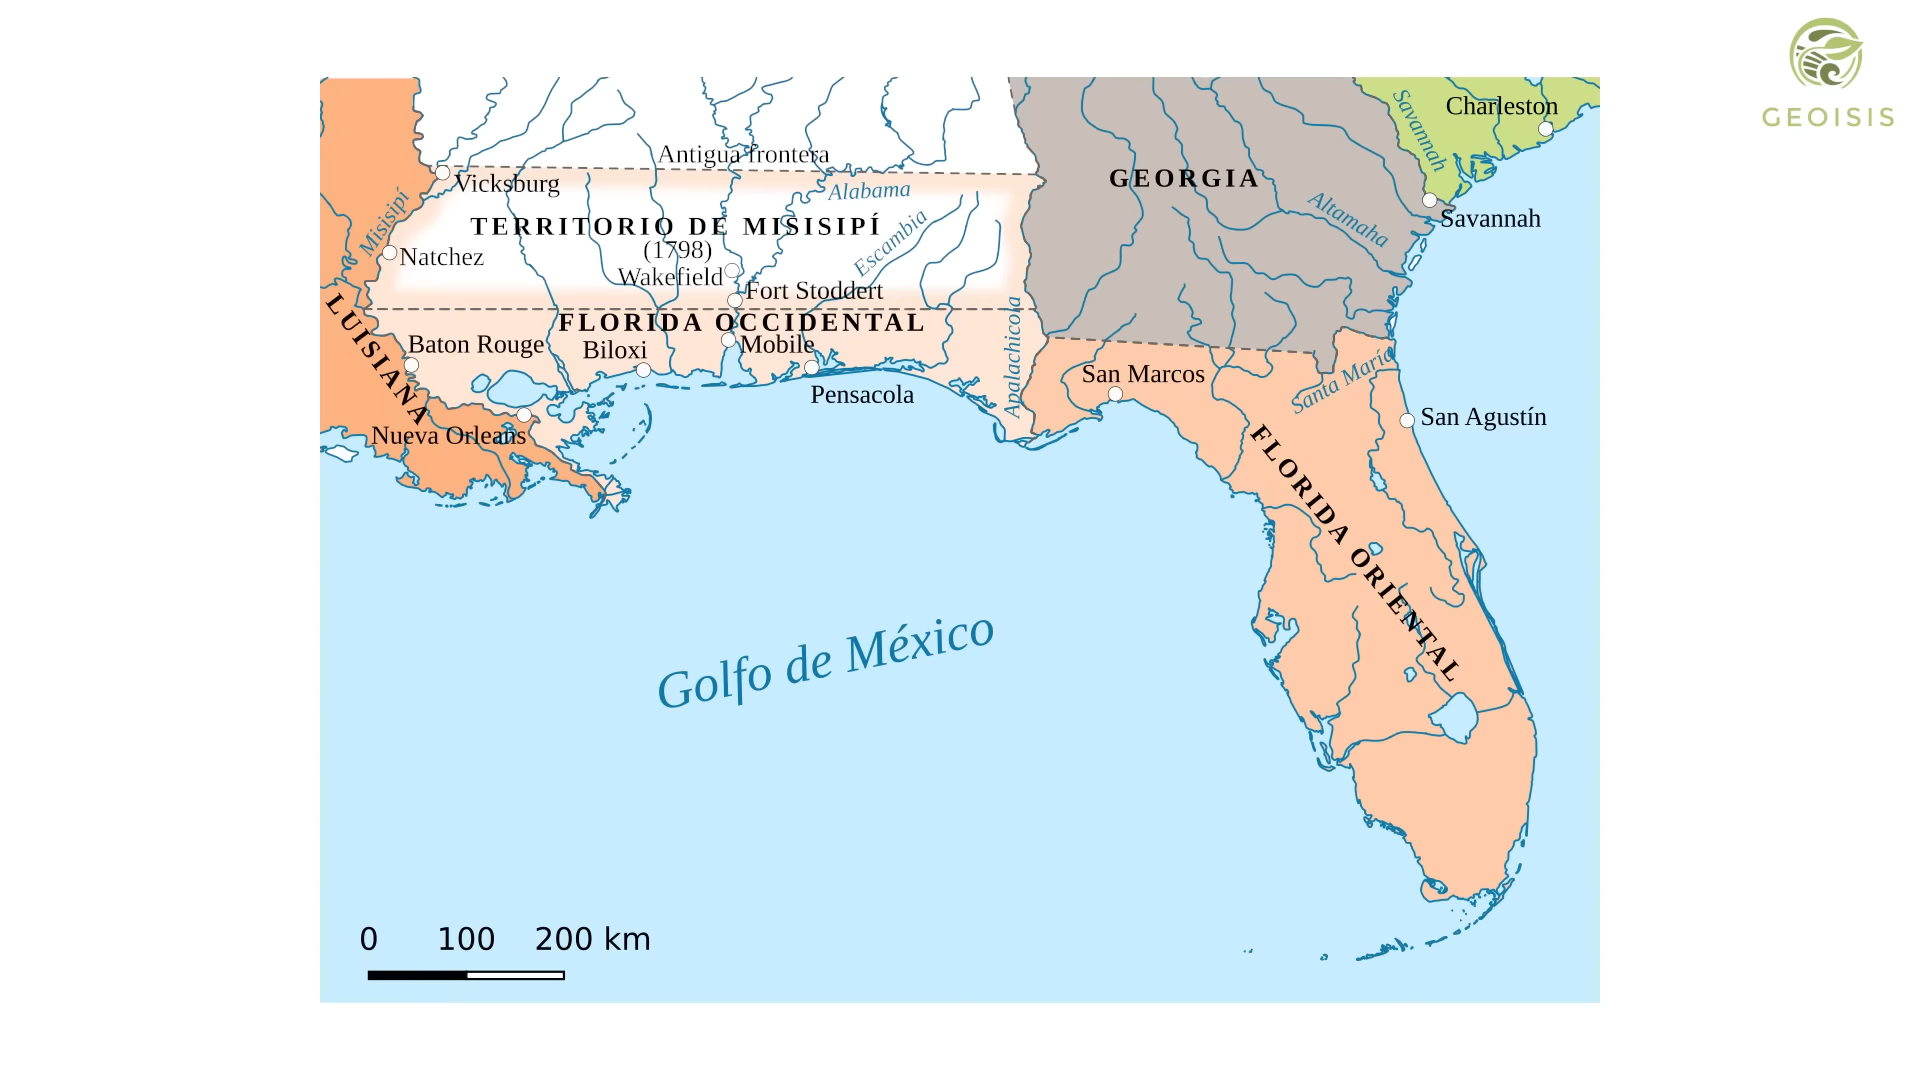 GEOISIS
Charleston
Savannah
Antigua frontera
GEORGIA
Vicksburg
Alabama
Misisipí
TERRITORIO DE MISISIPÍ
(1798)
Escambia
Altamaha
Savannah
Natchez
Wakefield
Fort Stoddert
LUISIANA
FLORIDA OCCIDENTAL
Baton Rouge
Biloxi
Mobile
Apalachicola
Santa María
San Marcos
Pensacola
San Agustín
Nueva Orleans
FLORIDA ORIENTAL
Golfo de México
0 100 200 km